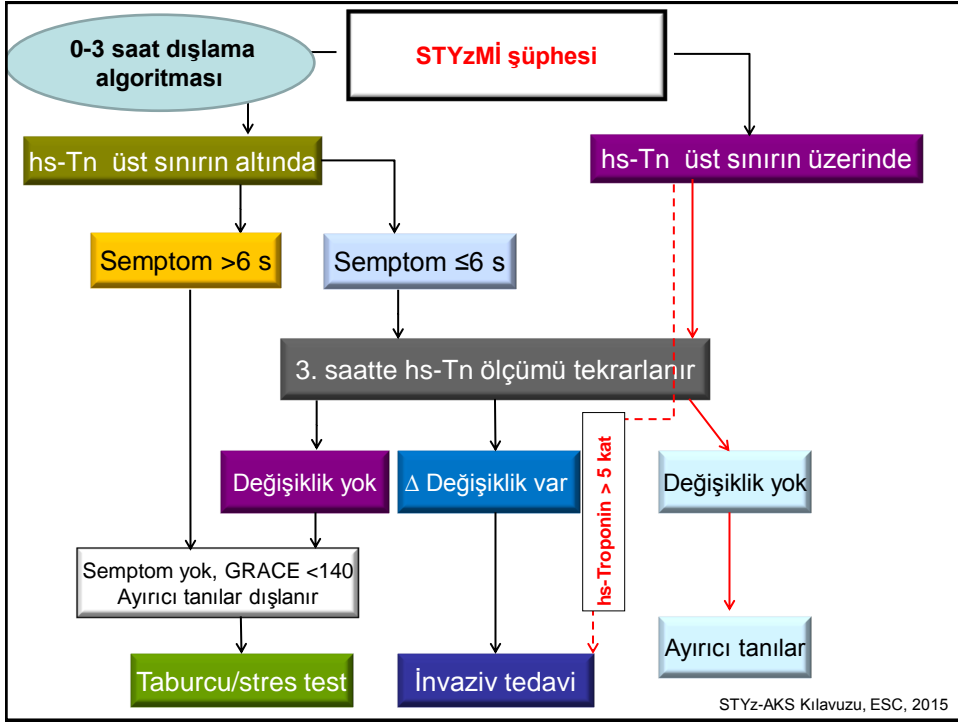 0-3 saat dışlama
algoritması
STYzMİ şüphesi
hs-Tn üst sınırın altında
hs-Tn üst sınırın üzerinde
Semptom >6 s
Semptom ≤6 s
3. saatte hs-Tn ölçümü tekrarlanır
Değişiklik yok
∆ Değişiklik var
hs-Troponin > 5 kat
Değişiklik yok
Semptom yok, GRACE <140
Ayırıcı tanılar dışlanır
Ayırıcı tanılar
Taburcu/stres test
İnvaziv tedavi
STYz-AKS Kılavuzu, ESC, 2015